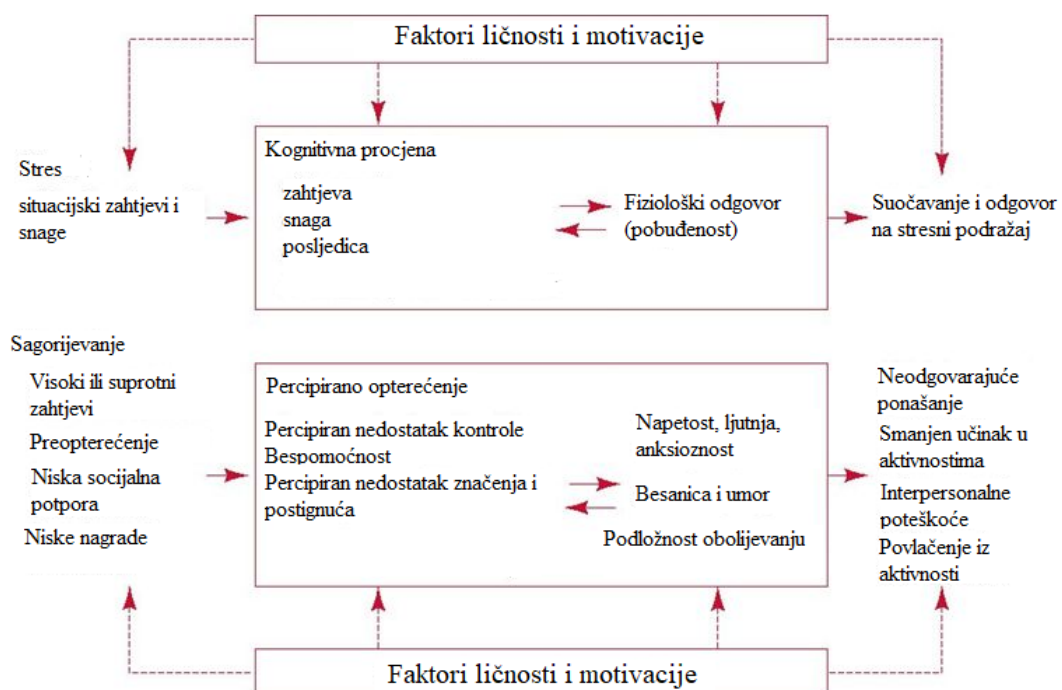 Faktori ličnosti i motivacije
Stres
situacijski zahtjevi i
snage
Kognitivna procjena
zahtjeva
snaga
posljedica
Fiziološki odgovor
(pobuđenost)
Suočavanje i odgovor
na stresni podražaj
Sagorijevanje
Visoki ili suprotni
zahtjevi
Preopterećenje
Niska socijalna
potpora
Niske nagrade
Percipirano opterećenje
Percipiran nedostatak kontrole
Bespomoćnost
Percipiran nedostatak značenja i
postignuća
Napetost, ljutnja,
anksioznost
Besanica i umor
Podložnost obolijevanju
Neodgovarajuće
ponašanje
Smanjen učinak u
aktivnostima
Interpersonalne
poteškoće
Povlačenje iz
aktivnosti
Faktori ličnosti i motivacije